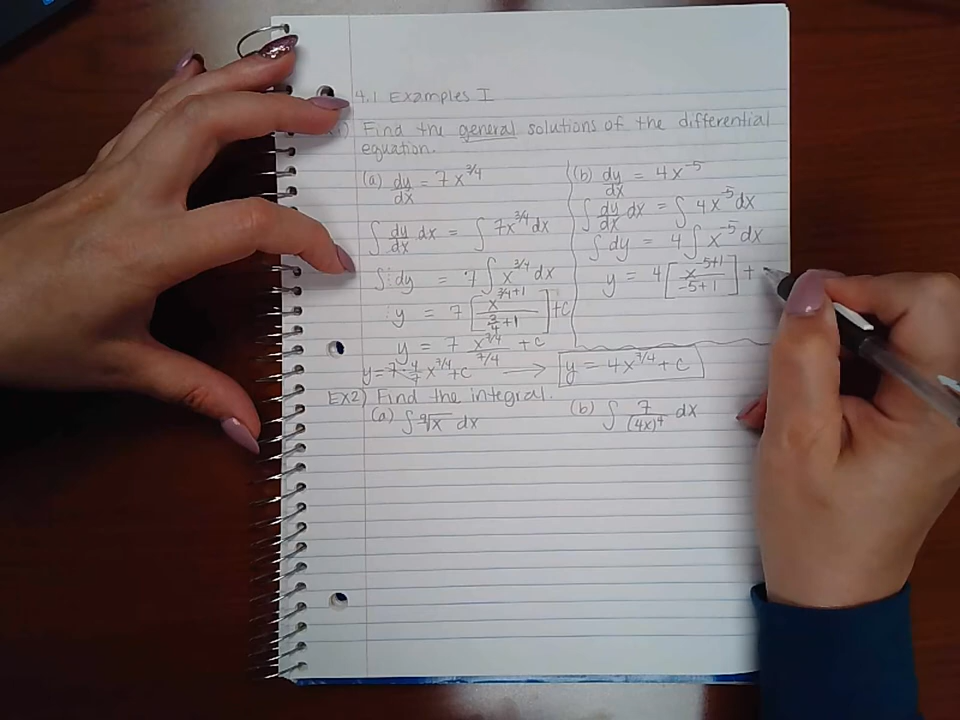 4.1 Examples I
1) Find the general solutions of the differential
equation.
(a) dy/dx = 7x^(3/4)
∫ dy/dx dx = ∫ 7x^(3/4) dx
∫ dy = 7 ∫ x^(3/4) dx
y = 7 [x^(3/4+1) / (3/4+1)] + C
y = 7 x^(7/4) / (7/4) + C
y = 7·4/7 x^(7/4) + C → y = 4x^(7/4) + C
(b) dy/dx = 4x^(-5)
∫ dy/dx dx = ∫ 4x^(-5) dx
∫ dy = 4 ∫ x^(-5) dx
y = 4 [x^(-5+1) / (-5+1)] +
EX2) Find the integral.
(a) ∫ ⁹√x dx
(b) ∫ 7/(4x)^4 dx